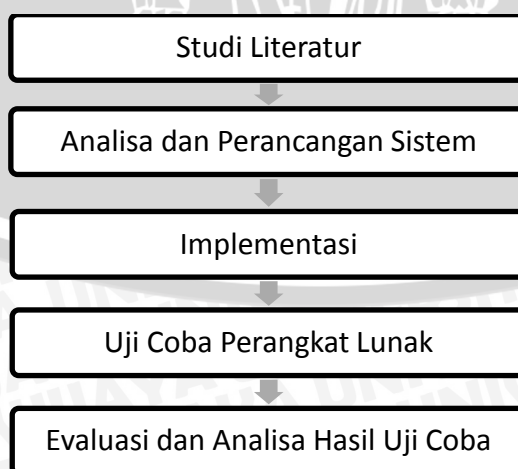 Studi Literatur
Analisa dan Perancangan Sistem
Implementasi
Uji Coba Perangkat Lunak
Evaluasi dan Analisa Hasil Uji Coba